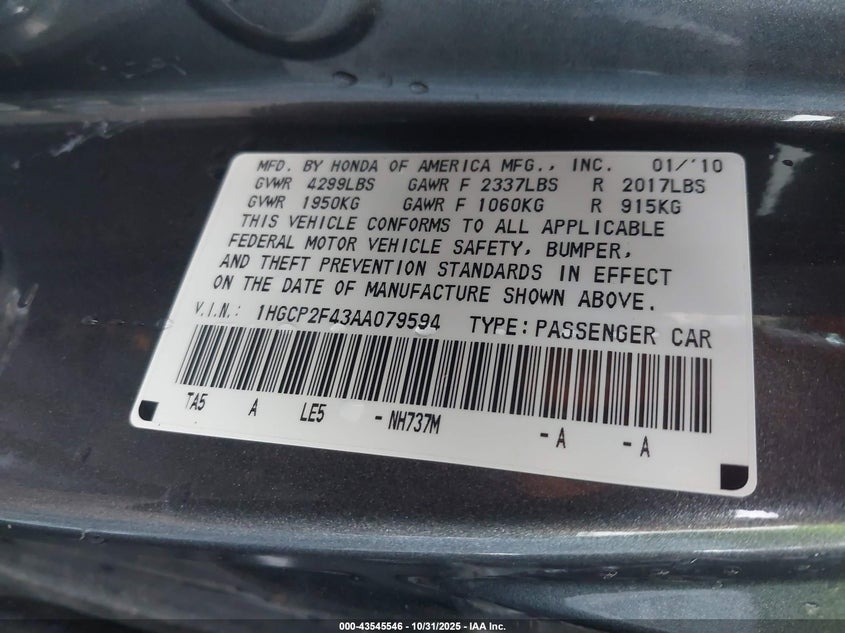 MFD. BY HONDA OF AMERICA MFG., INC. 01/'10
GVWR 4299LBS GAWR F 2337LBS R 2017LBS
GVWR 1950KG GAWR F 1060KG R 915KG
THIS VEHICLE CONFORMS TO ALL APPLICABLE
FEDERAL MOTOR VEHICLE SAFETY, BUMPER,
AND THEFT PREVENTION STANDARDS IN EFFECT
ON THE DATE OF MANUFACTURE SHOWN ABOVE.
V.I.N.: 1HGCP2F43AA079594 TYPE: PASSENGER CAR
TA5 A LE5 - NH737M - A - A
000-43545546 - 10/31/2025 - IAA Inc.